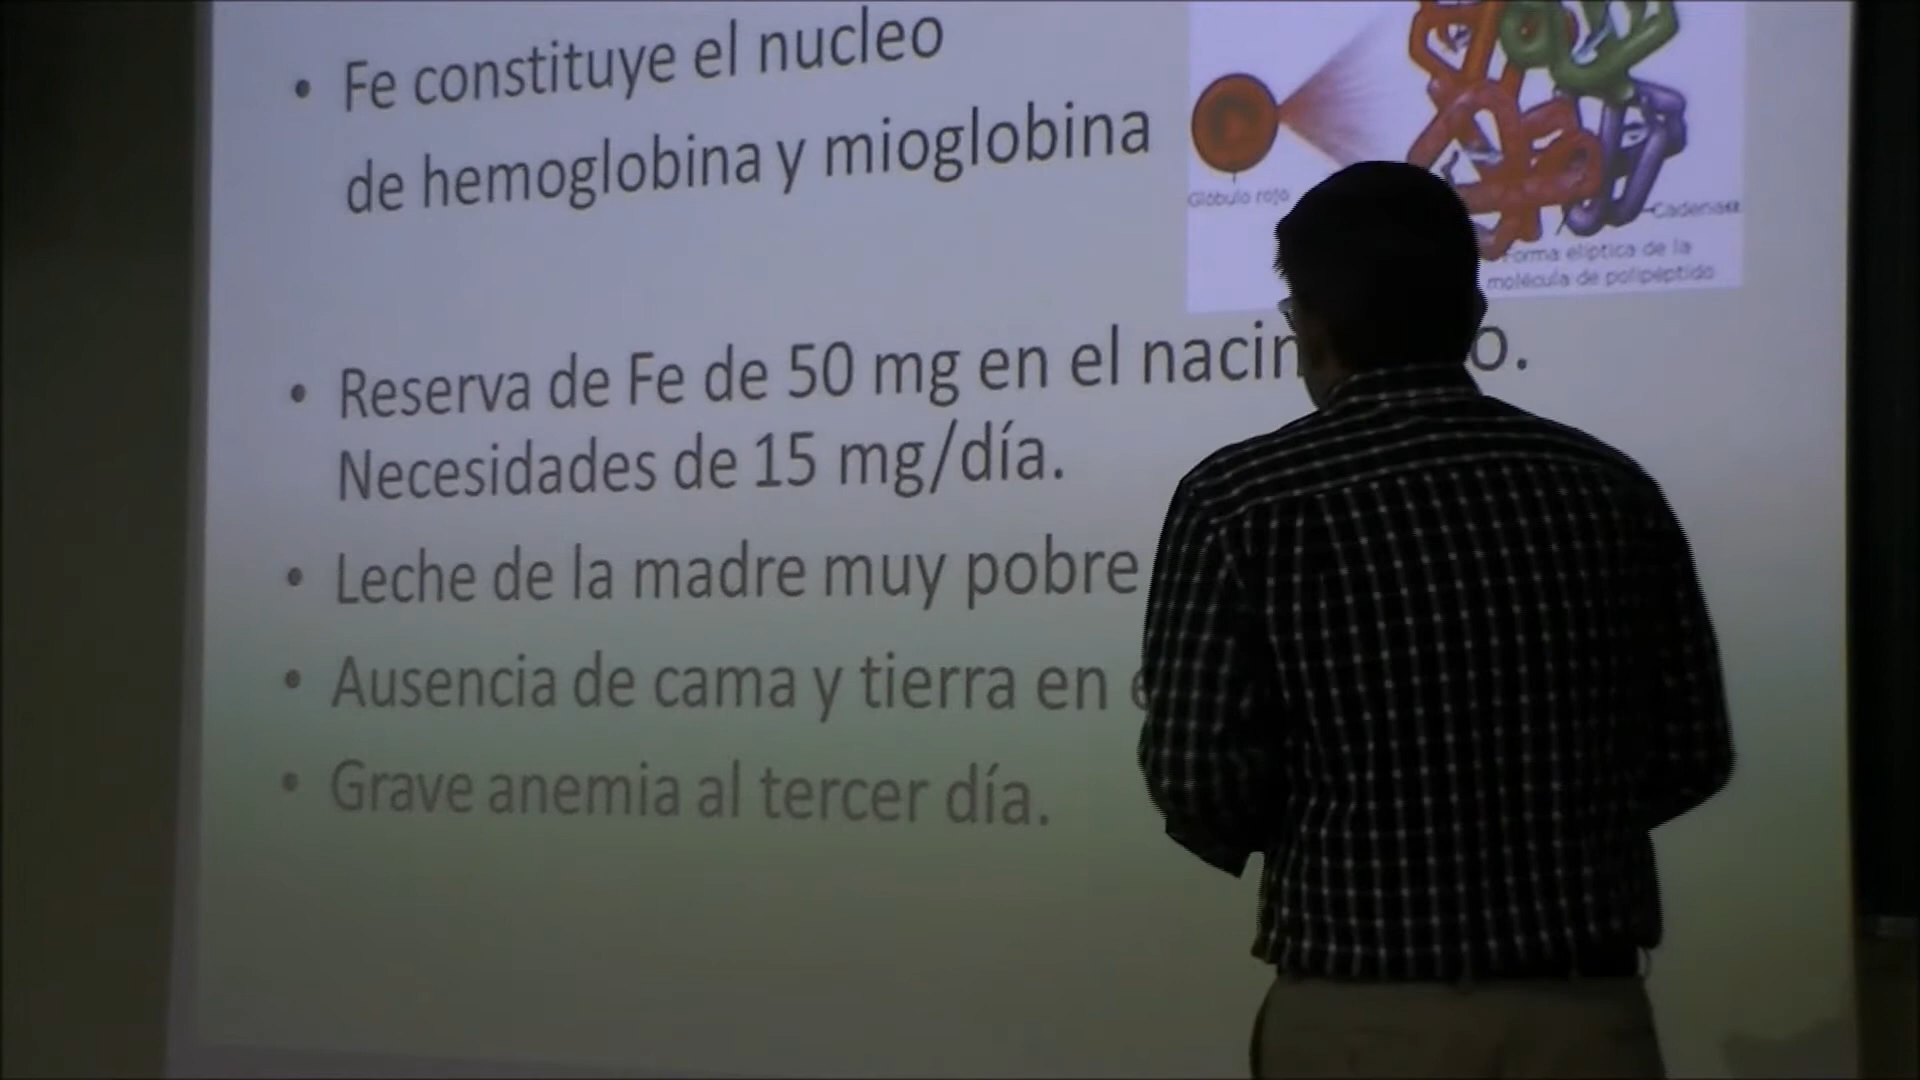 • Fe constituye el nucleo
de hemoglobina y mioglobina
Glóbulo rojo
Cadena α
Forma elíptica de la
molécula de polipéptido
• Reserva de Fe de 50 mg en el
Necesidades de 15 mg/día.
• Leche de la madre muy pobre
• Ausencia de cama y tierra en
• Grave anemia al tercer día.